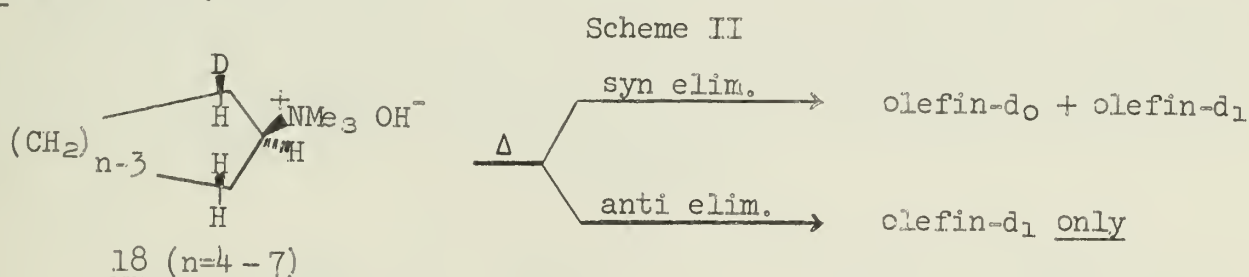 Scheme II
D
H
+
NMe3 OH⁻
H
(CH2)n-3
H
H
18 (n=4-7)
Δ
syn elim.
olefin-d0 + olefin-d1
anti elim.
olefin-d1 only